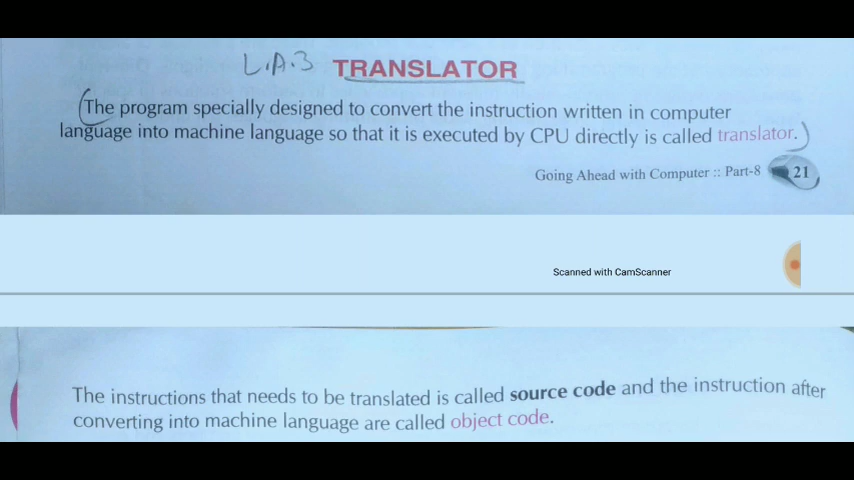 L.A.3 TRANSLATOR
The program specially designed to convert the instruction written in computer
language into machine language so that it is executed by CPU directly is called translator.
Going Ahead with Computer :: Part-8 21
Scanned with CamScanner
The instructions that needs to be translated is called source code and the instruction after
converting into machine language are called object code.